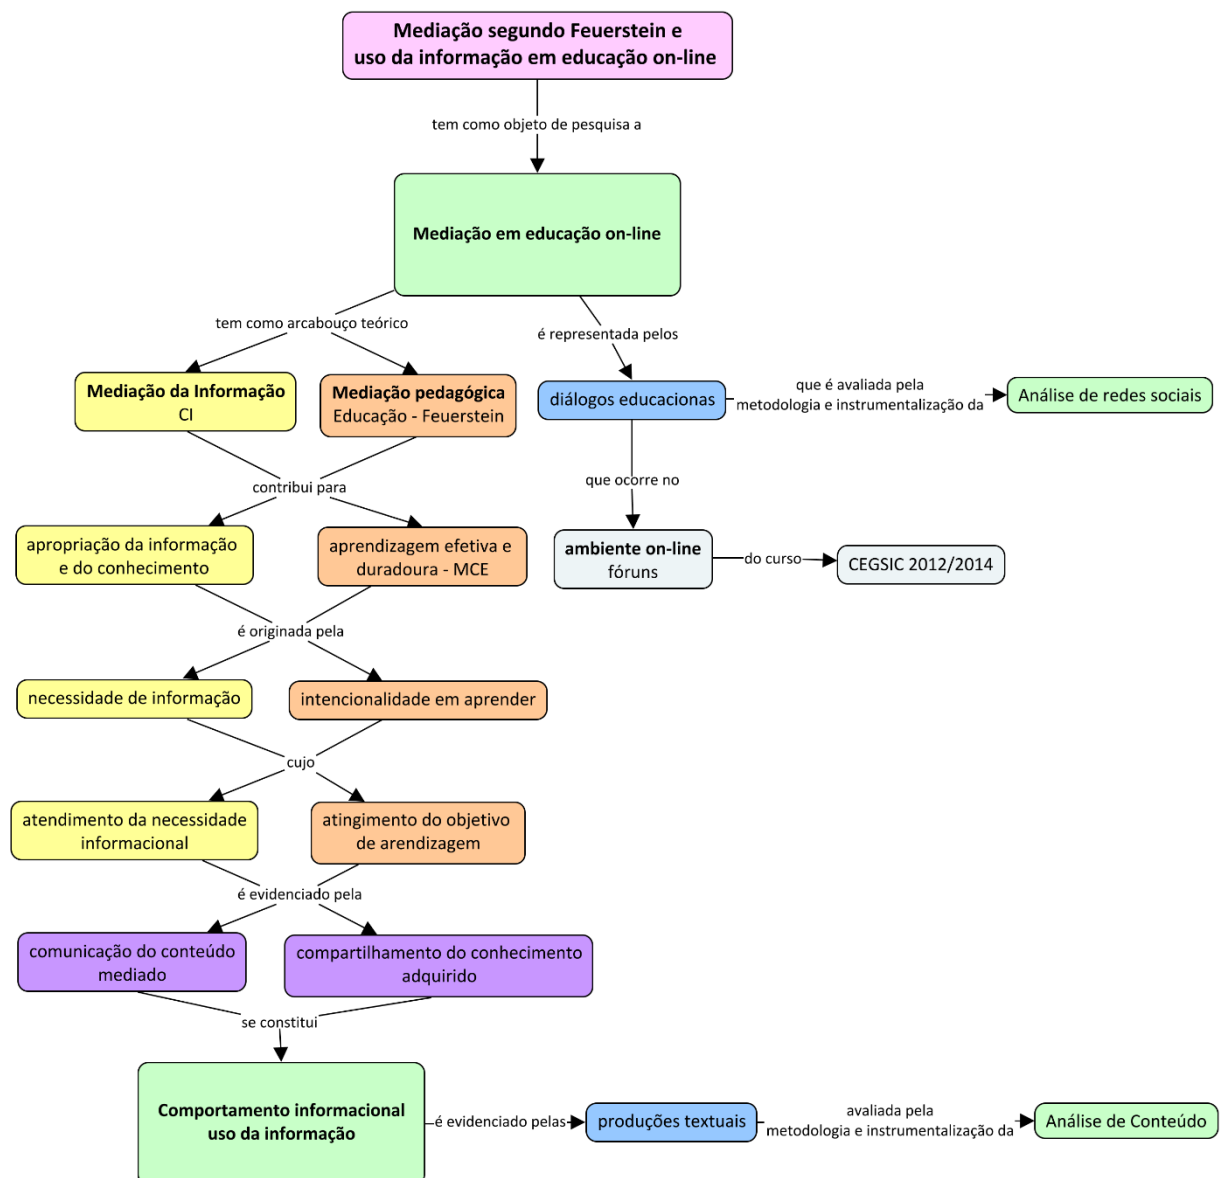 Mediação segundo Feuerstein e
uso da informação em educação on-line
tem como objeto de pesquisa a
Mediação em educação on-line
tem como arcabouço teórico
é representada pelos
Mediação da Informação
CI
Mediação pedagógica
Educação - Feuerstein
diálogos educacionas
que é avaliada pela
metodologia e instrumentalização da
Análise de redes sociais
contribui para
que ocorre no
apropriação da informação
e do conhecimento
aprendizagem efetiva e
duradoura - MCE
ambiente on-line
fóruns
do curso
CEGSIC 2012/2014
é originada pela
necessidade de informação
intencionalidade em aprender
cujo
atendimento da necessidade
informacional
atingimento do objetivo
de arendizagem
é evidenciado pela
comunicação do conteúdo
mediado
compartilhamento do conhecimento
adquirido
se constitui
Comportamento informacional
uso da informação
é evidenciado pelas
produções textuais
avaliada pela
metodologia e instrumentalização da
Análise de Conteúdo